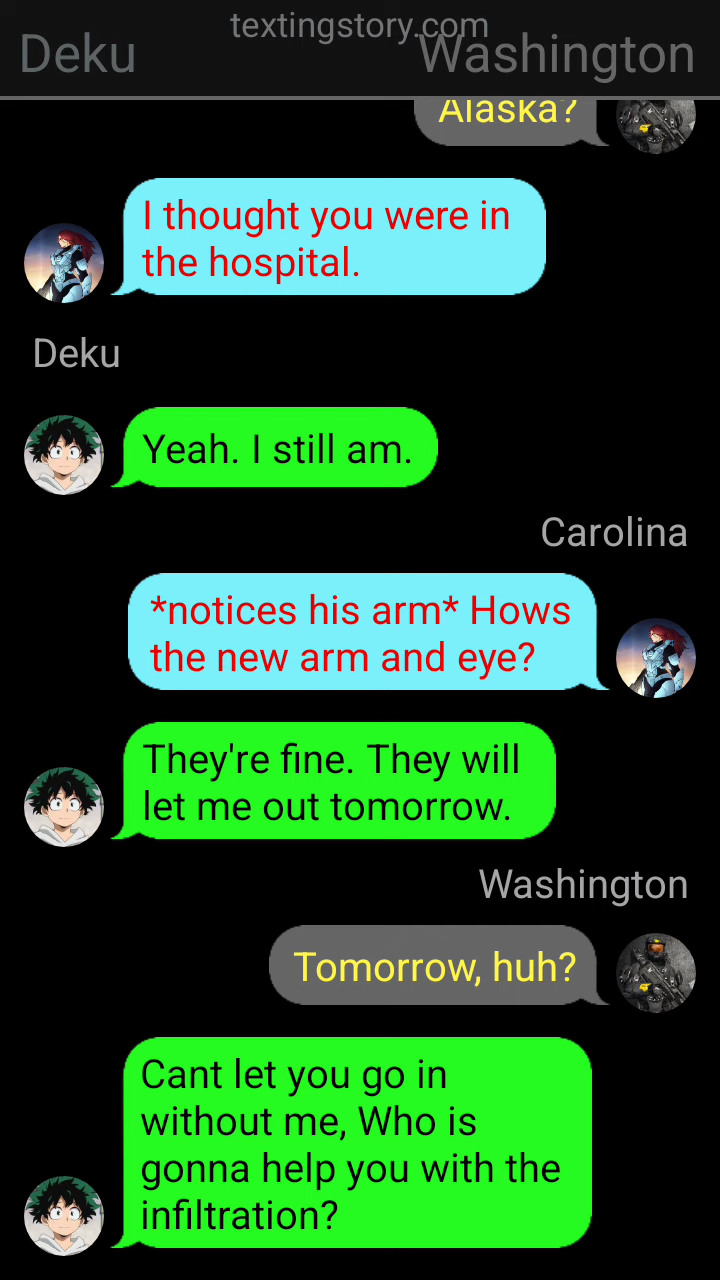 textingstory.com
Deku
Washington
Alaska?
I thought you were in
the hospital.
Deku
Yeah. I still am.
Carolina
*notices his arm* Hows
the new arm and eye?
They're fine. They will
let me out tomorrow.
Washington
Tomorrow, huh?
Cant let you go in
without me, Who is
gonna help you with the
infiltration?